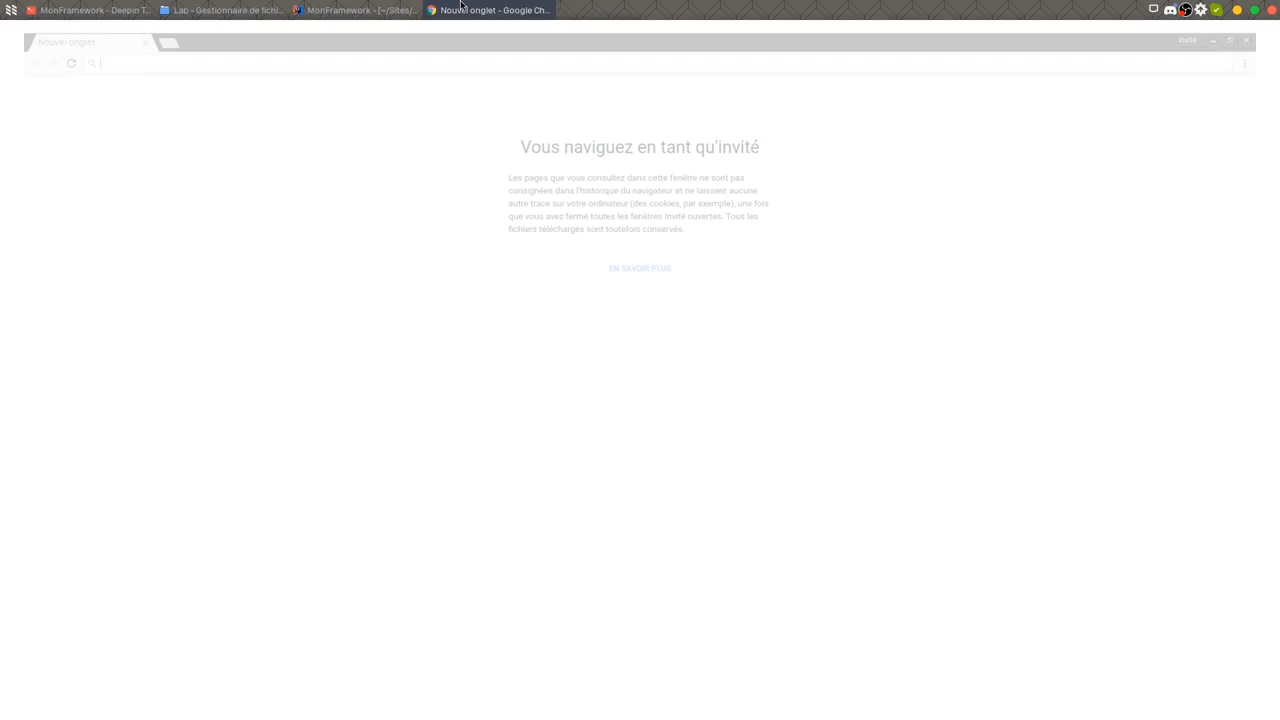 MonFramework - Deepin T...
Lab - Gestionnaire de fichi...
MonFramework - [~/Sites/...
Nouvel onglet - Google Ch...
Nouvel onglet
Invité
Vous naviguez en tant qu'invité
Les pages que vous consultez dans cette fenêtre ne sont pas
consignées dans l'historique du navigateur et ne laissent aucune
autre trace sur votre ordinateur (des cookies, par exemple), une fois
que vous avez fermé toutes les fenêtres Invité ouvertes. Tous les
fichiers téléchargés sont toutefois conservés.
EN SAVOIR PLUS